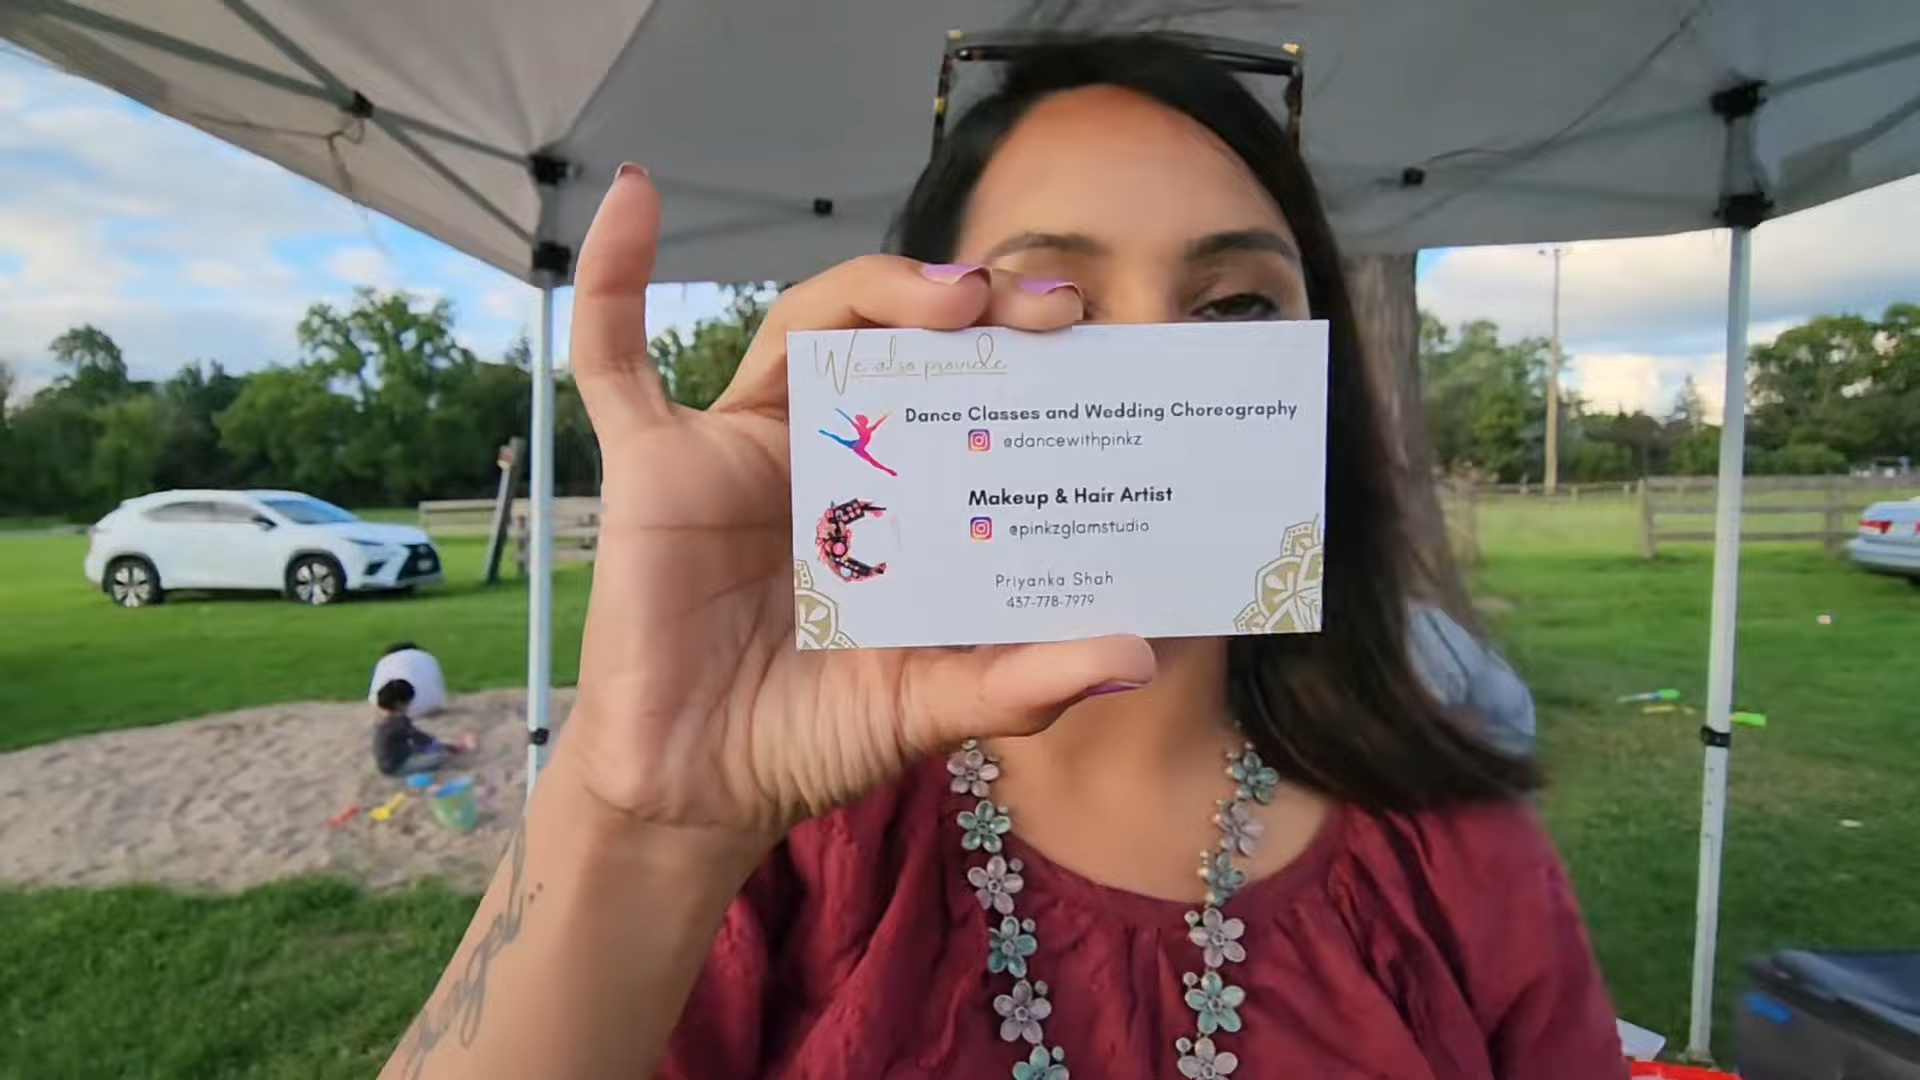 We also provide
Dance Classes and Wedding Choreography
@dancewithpinkz
Makeup & Hair Artist
@pinkzglamstudio
Priyanka Shah
437-778-7979